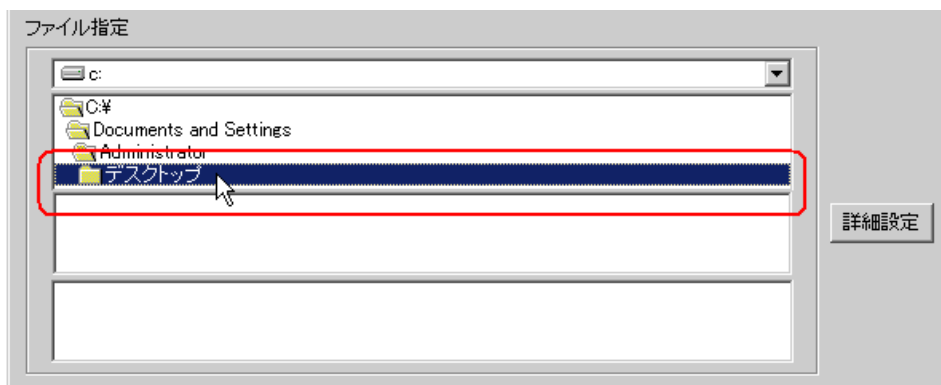 ファイル指定
c:
C:¥
Documents and Settings
Administrator
デスクトップ
詳細設定